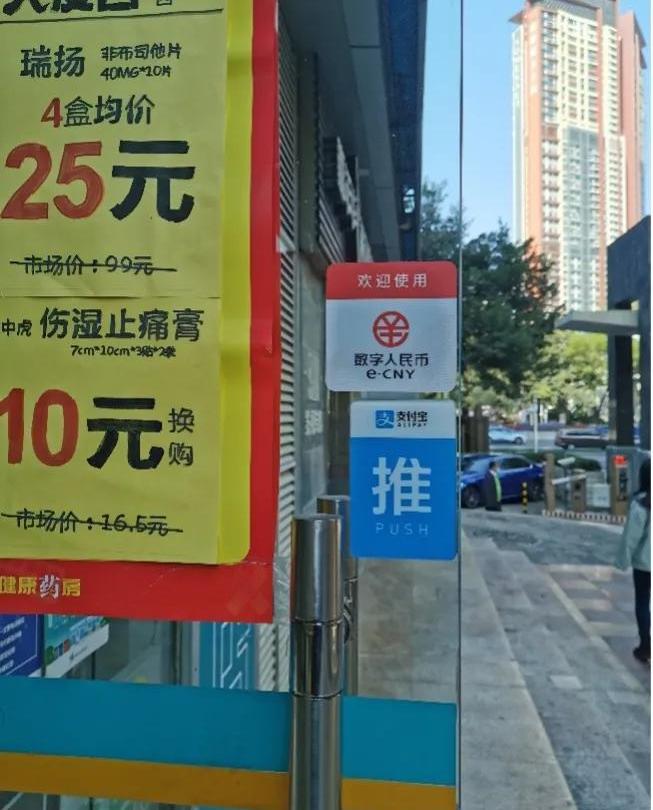 瑞扬 非布司他片
40MG*10片
4盒均价
25元
市场价:99元
中虎 伤湿止痛膏
7cm*10cm*3贴*2袋
10元 换购
市场价:16.5元
健康药房
欢迎使用
数字人民币
e-CNY
支付宝
ALIPAY
推
PUSH